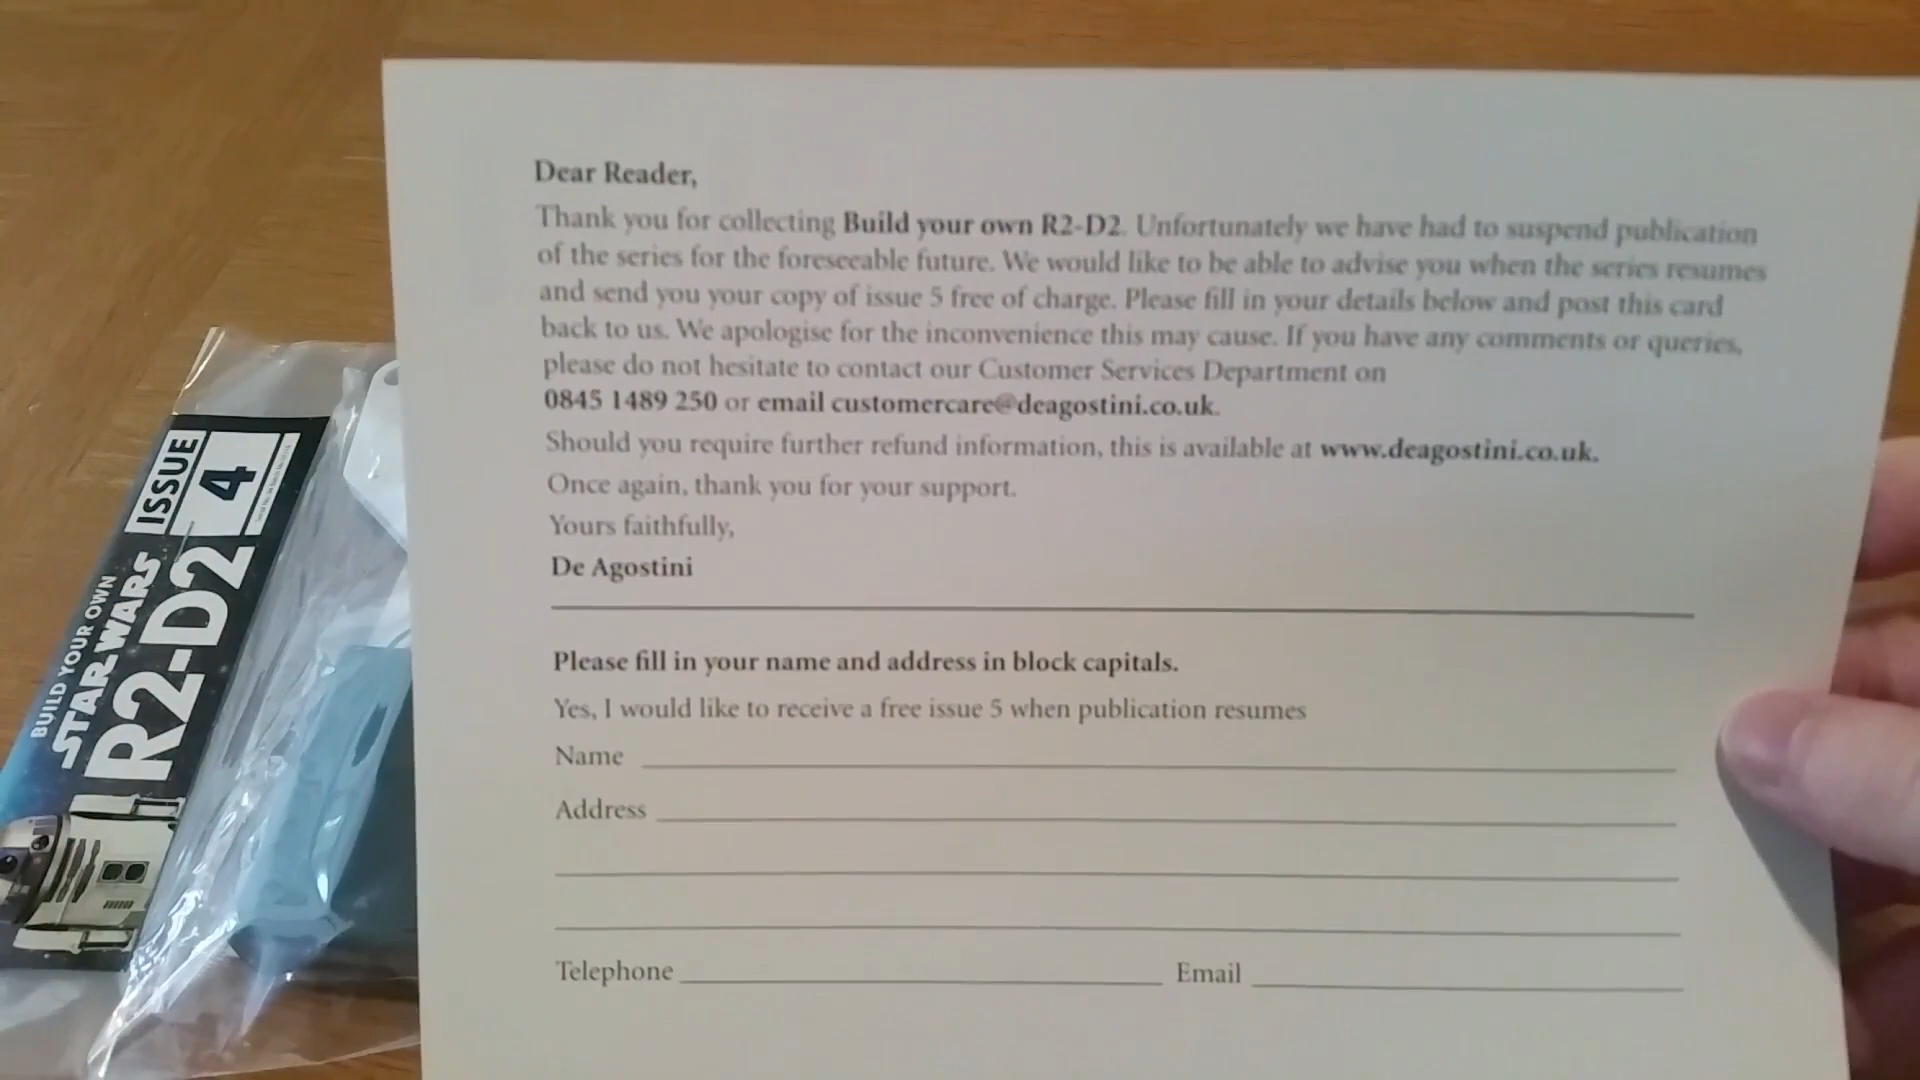 Dear Reader,
Thank you for collecting Build your own R2-D2. Unfortunately we have had to suspend publication
of the series for the foreseeable future. We would like to be able to advise you when the series resumes
and send you your copy of issue 5 free of charge. Please fill in your details below and post this card
back to us. We apologise for the inconvenience this may cause. If you have any comments or queries,
please do not hesitate to contact our Customer Services Department on
0845 1489 250 or email customercare@deagostini.co.uk.
Should you require further refund information, this is available at www.deagostini.co.uk.
Once again, thank you for your support.
Yours faithfully,
De Agostini
Please fill in your name and address in block capitals.
Yes, I would like to receive a free issue 5 when publication resumes
Name
Address
Telephone Email
BUILD YOUR OWN
STAR WARS
R2-D2
ISSUE
4